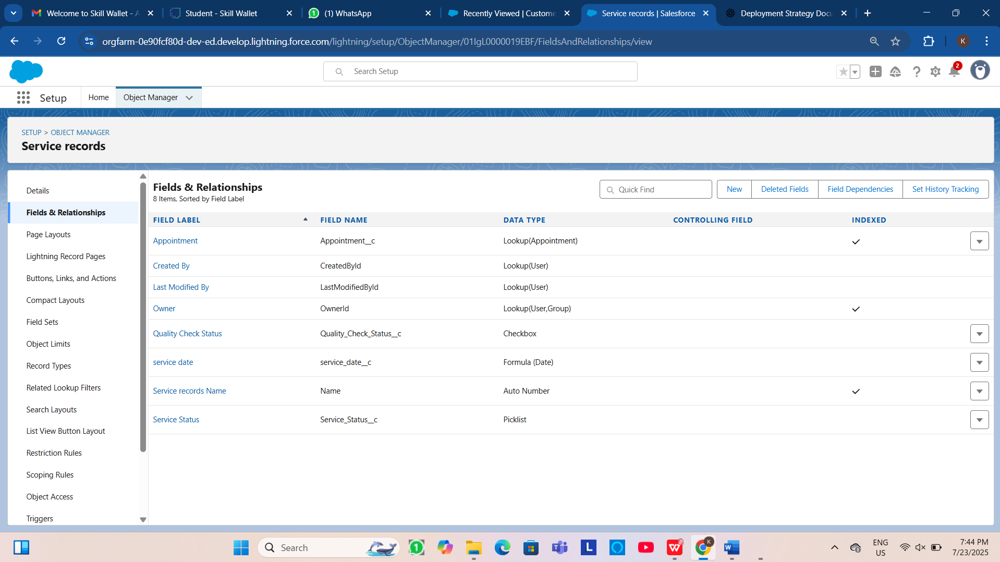 Welcome to Skill Wallet - A
Student - Skill Wallet
(1) WhatsApp
Recently Viewed | Custome
Service records | Salesforce
Deployment Strategy Docu
orgfarm-0e90fcf80d-dev-ed.develop.lightning.force.com/lightning/setup/ObjectManager/01IgL0000019EBF/FieldsAndRelationships/view
K
Search Setup
2
Setup
Home
Object Manager
SETUP > OBJECT MANAGER
Service records
Details
Fields & Relationships
Page Layouts
Lightning Record Pages
Buttons, Links, and Actions
Compact Layouts
Field Sets
Object Limits
Record Types
Related Lookup Filters
Search Layouts
List View Button Layout
Restriction Rules
Scoping Rules
Object Access
Triggers
Fields & Relationships
8 Items, Sorted by Field Label
Quick Find
New
Deleted Fields
Field Dependencies
Set History Tracking
FIELD LABEL FIELD NAME DATA TYPE CONTROLLING FIELD INDEXED
Appointment Appointment__c Lookup(Appointment)
Created By CreatedById Lookup(User)
Last Modified By LastModifiedById Lookup(User)
Owner OwnerId Lookup(User,Group)
Quality Check Status Quality_Check_Status__c Checkbox
service date service_date__c Formula (Date)
Service records Name Name Auto Number
Service Status Service_Status__c Picklist
Search
1
L
K
W
ENG
US
7:44 PM
7/23/2025